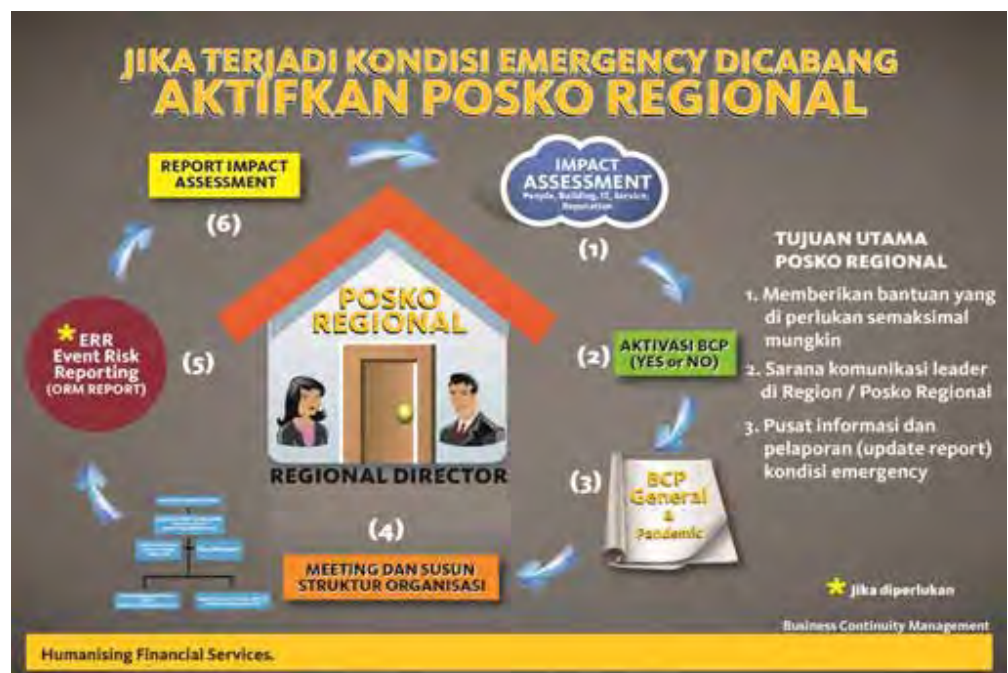 JIKA TERJADI KONDISI EMERGENCY DICABANG
AKTIFKAN POSKO REGIONAL
REPORT IMPACT
ASSESSMENT
(6)
IMPACT
ASSESSMENT
People, Building, IT, Service,
Reputation
(1)
POSKO
REGIONAL
REGIONAL DIRECTOR
* ERR
Event Risk
Reporting
(ORM REPORT)
(5)
(2)
AKTIVASI BCP
(YES or NO)
(3)
BCP
General
&
Pandemic
(4)
MEETING DAN SUSUN
STRUKTUR ORGANISASI
TUJUAN UTAMA
POSKO REGIONAL
1. Memberikan bantuan yang
di perlukan semaksimal
mungkin
2. Sarana komunikasi leader
di Region / Posko Regional
3. Pusat informasi dan
pelaporan (update report)
kondisi emergency
* Jika diperlukan
Business Continuity Management
Humanising Financial Services.